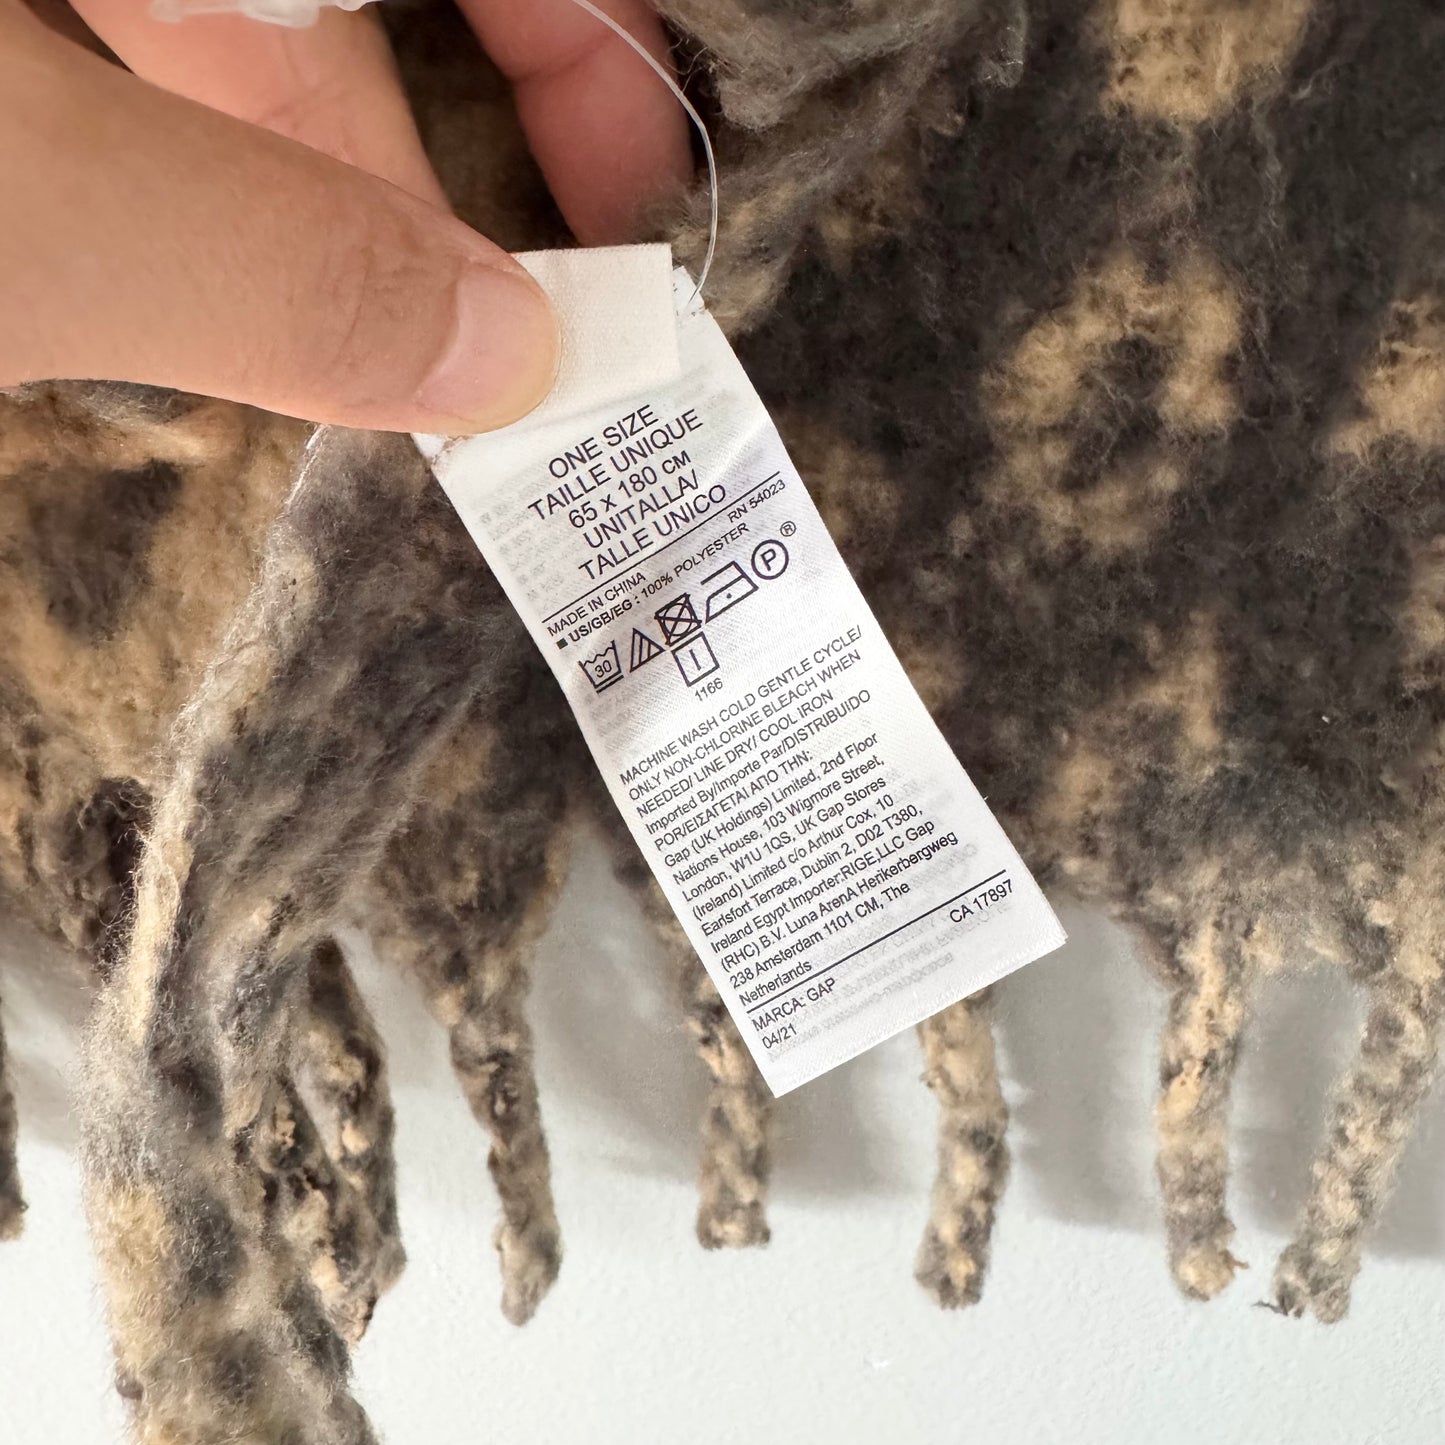 ONE SIZE
TAILLE UNIQUE
65 X 180 CM
UNITALLA/
TALLE UNICO
RN 54023
MADE IN CHINA
■ US/GB/EG : 100% POLYESTER
30
P
®
1166
MACHINE WASH COLD GENTLE CYCLE/
ONLY NON-CHLORINE BLEACH WHEN
NEEDED/ LINE DRY/ COOL IRON
Imported By/Importe Par/DISTRIBUIDO
POR/ΕΙΣΑΓΕΤΑΙ ΑΠΟ ΤΗΝ:
Gap (UK Holdings) Limited, 2nd Floor
Nations House, 103 Wigmore Street,
London, W1U 1QS, UK Gap Stores
(Ireland) Limited c/o Arthur Cox, 10
Earlsfort Terrace, Dublin 2, D02 T380,
Ireland Egypt Importer:RIGE,LLC Gap
(RHC) B.V. Luna ArenA Herikerbergweg
238 Amsterdam 1101 CM, The
Netherlands
CA 17897
MARCA: GAP
04/21